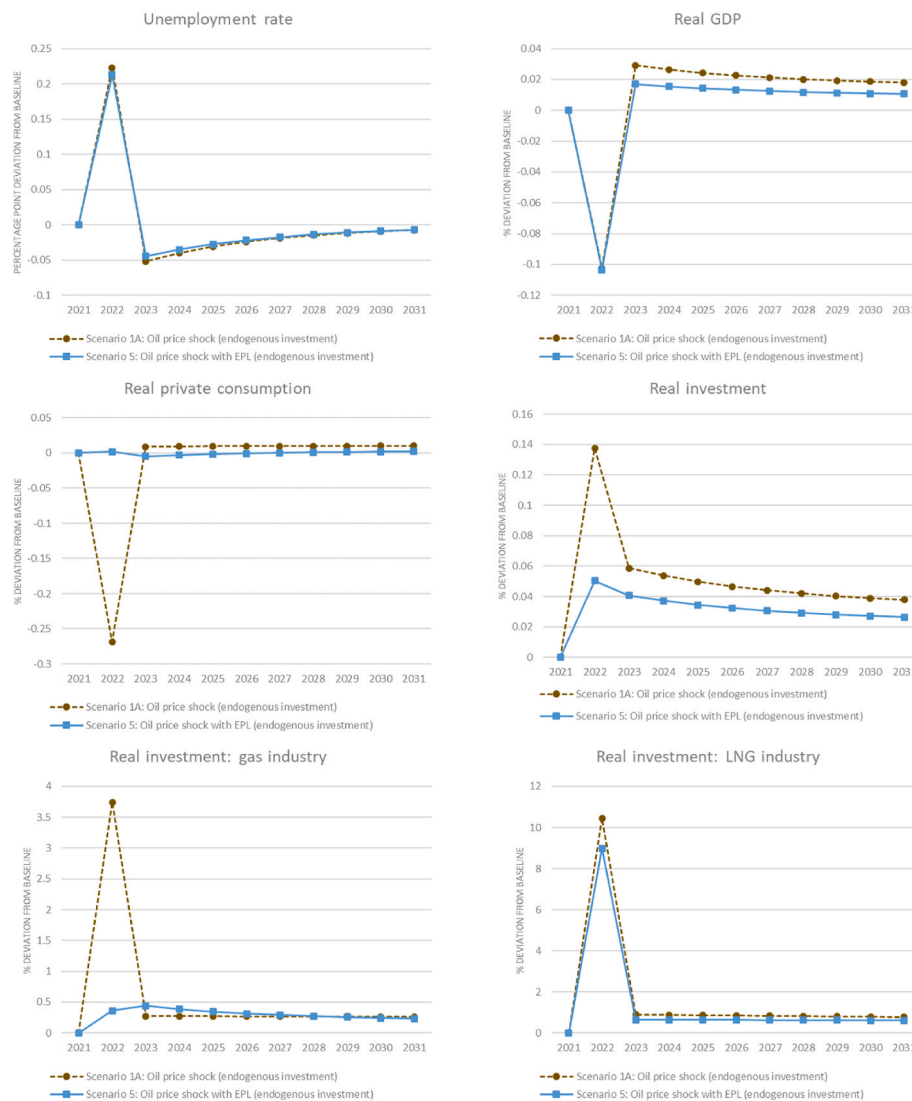 Unemployment rate
PERCENTAGE POINT DEVIATION FROM BASELINE
0.25
0.2
0.15
0.1
0.05
0
-0.05
-0.1
2021 2022 2023 2024 2025 2026 2027 2028 2029 2030 2031
Scenario 1A: Oil price shock (endogenous investment)
Scenario 5: Oil price shock with EPL (endogenous investment)
Real GDP
% DEVIATION FROM BASELINE
0.04
0.02
0
-0.02
-0.04
-0.06
-0.08
-0.1
-0.12
2021 2022 2023 2024 2025 2026 2027 2028 2029 2030 2031
Scenario 1A: Oil price shock (endogenous investment)
Scenario 5: Oil price shock with EPL (endogenous investment)
Real private consumption
% DEVIATION FROM BASELINE
0.05
0
-0.05
-0.1
-0.15
-0.2
-0.25
-0.3
2021 2022 2023 2024 2025 2026 2027 2028 2029 2030 2031
Scenario 1A: Oil price shock (endogenous investment)
Scenario 5: Oil price shock with EPL (endogenous investment)
Real investment
% DEVIATION FROM BASELINE
0.16
0.14
0.12
0.1
0.08
0.06
0.04
0.02
0
2021 2022 2023 2024 2025 2026 2027 2028 2029 2030 2031
Scenario 1A: Oil price shock (endogenous investment)
Scenario 5: Oil price shock with EPL (endogenous investment)
Real investment: gas industry
% DEVIATION FROM BASELINE
4
3.5
3
2.5
2
1.5
1
0.5
0
2021 2022 2023 2024 2025 2026 2027 2028 2029 2030 2031
Scenario 1A: Oil price shock (endogenous investment)
Scenario 5: Oil price shock with EPL (endogenous investment)
Real investment: LNG industry
% DEVIATION FROM BASELINE
12
10
8
6
4
2
0
2021 2022 2023 2024 2025 2026 2027 2028 2029 2030 2031
Scenario 1A: Oil price shock (endogenous investment)
Scenario 5: Oil price shock with EPL (endogenous investment)